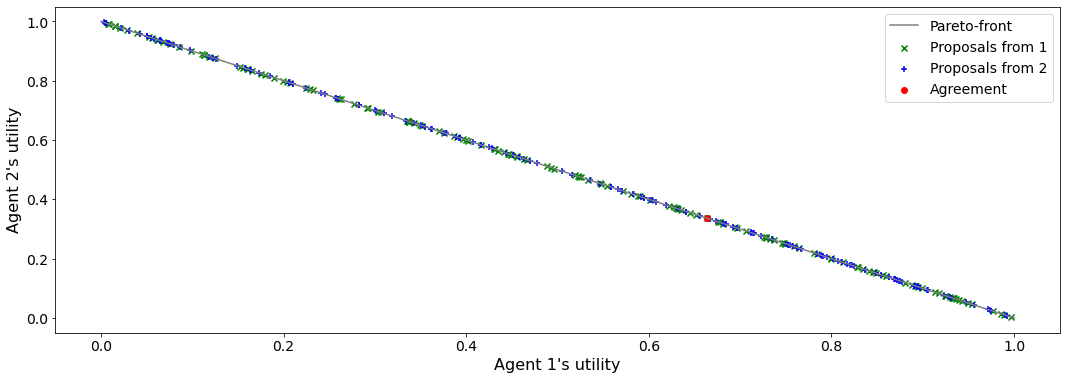 Pareto-front
Proposals from 1
Proposals from 2
Agreement
1.0
0.8
0.6
0.4
0.2
0.0
Agent 2's utility
0.0 0.2 0.4 0.6 0.8 1.0
Agent 1's utility